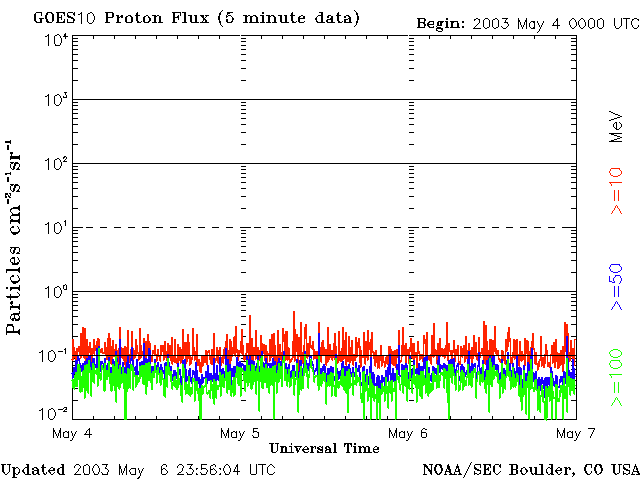 GOES10 Proton Flux (5 minute data) Begin: 2003 May 4 0000 UTC
10⁴
10³
10²
10¹
10⁰
10⁻¹
10⁻²
Particles cm⁻²s⁻¹sr⁻¹
May 4 May 5 May 6 May 7
Universal Time
MeV
>=10
>=50
>=100
Updated 2003 May 6 23:56:04 UTC NOAA/SEC Boulder, CO USA